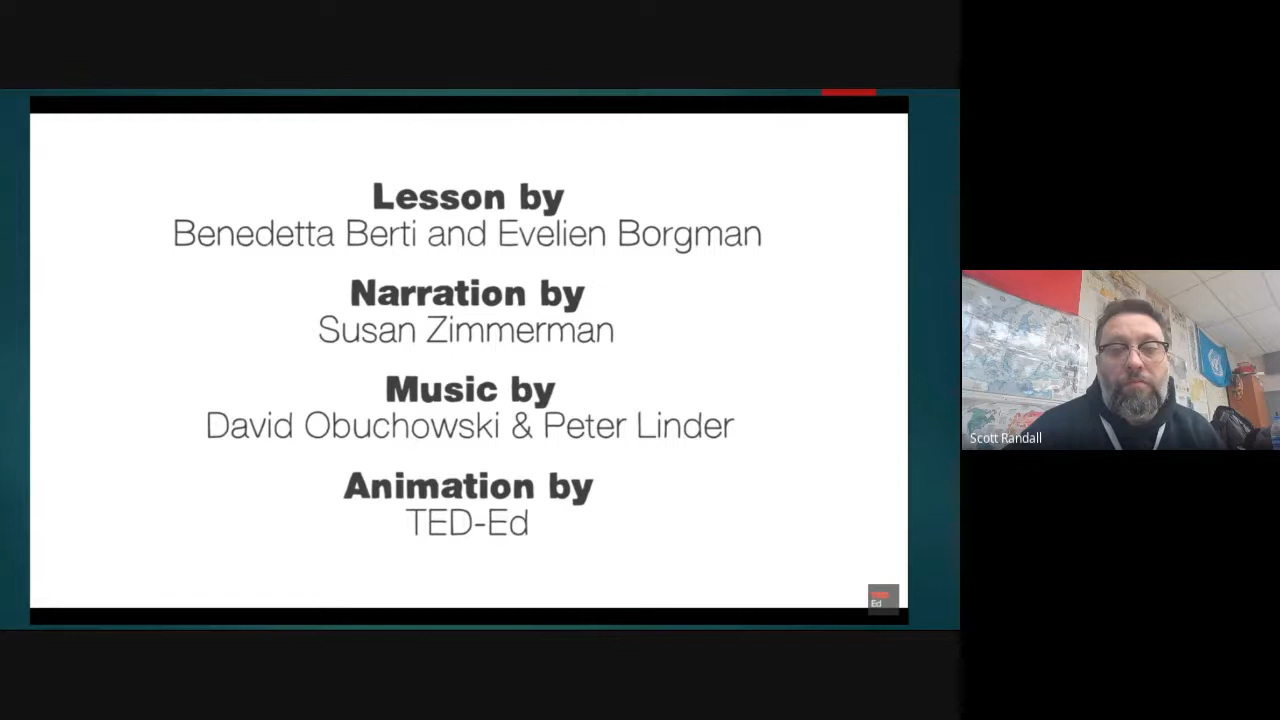 Lesson by
Benedetta Berti and Evelien Borgman
Narration by
Susan Zimmerman
Music by
David Obuchowski & Peter Linder
Animation by
TED-Ed
Ed
Scott Randall